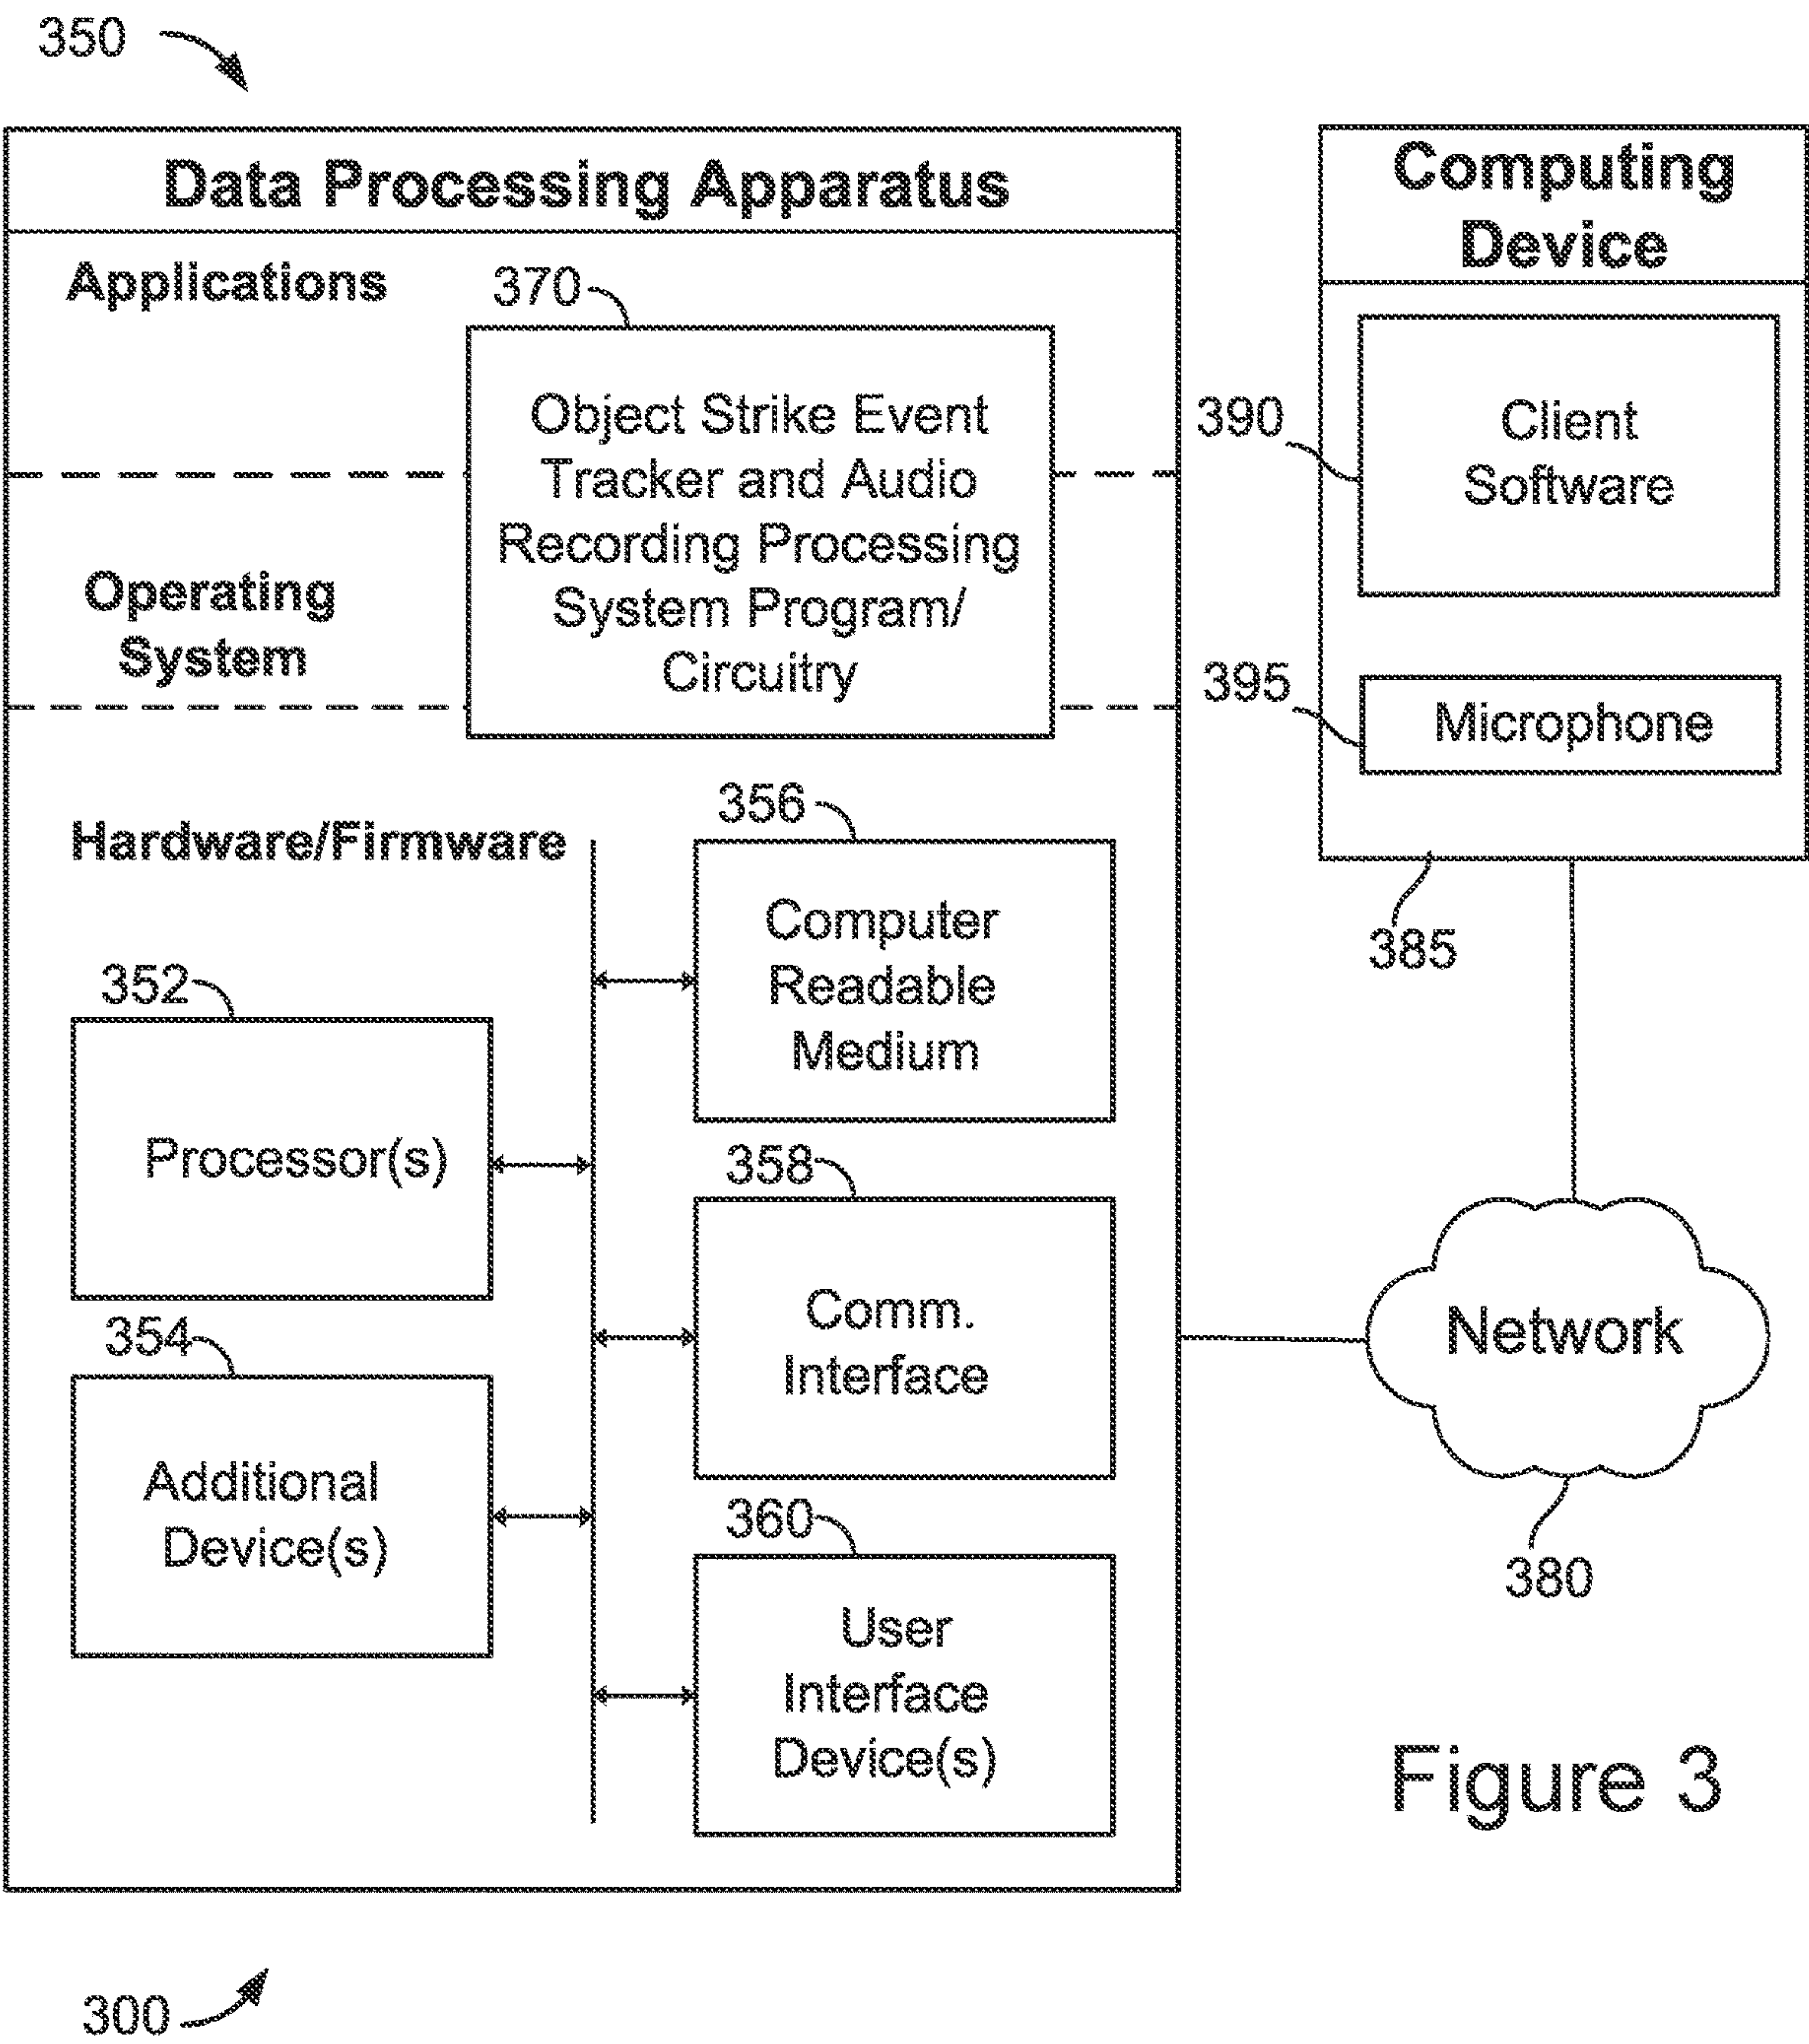 350
Data Processing Apparatus
Applications
370
Object Strike Event
Tracker and Audio
Recording Processing
System Program/
Circuitry
Operating
System
Hardware/Firmware
356
Computer
Readable
Medium
352
Processor(s)
358
Comm.
Interface
354
Additional
Device(s)
360
User
Interface
Device(s)
Computing
Device
390
Client
Software
395
Microphone
385
Network
380
Figure 3
300